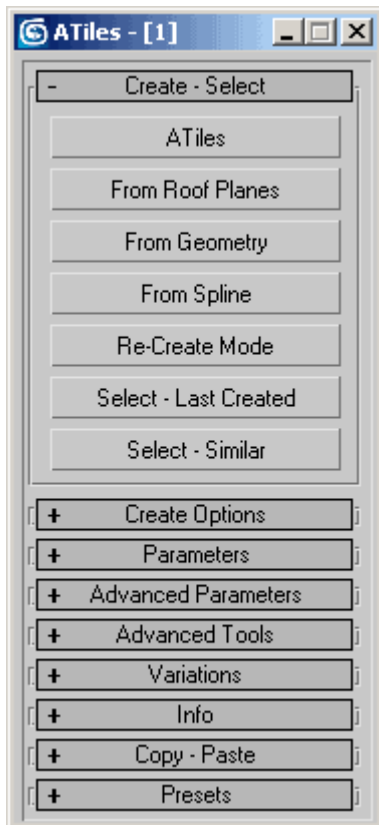 ATiles - [1]
- Create - Select
ATiles
From Roof Planes
From Geometry
From Spline
Re-Create Mode
Select - Last Created
Select - Similar
+ Create Options
+ Parameters
+ Advanced Parameters
+ Advanced Tools
+ Variations
+ Info
+ Copy - Paste
+ Presets